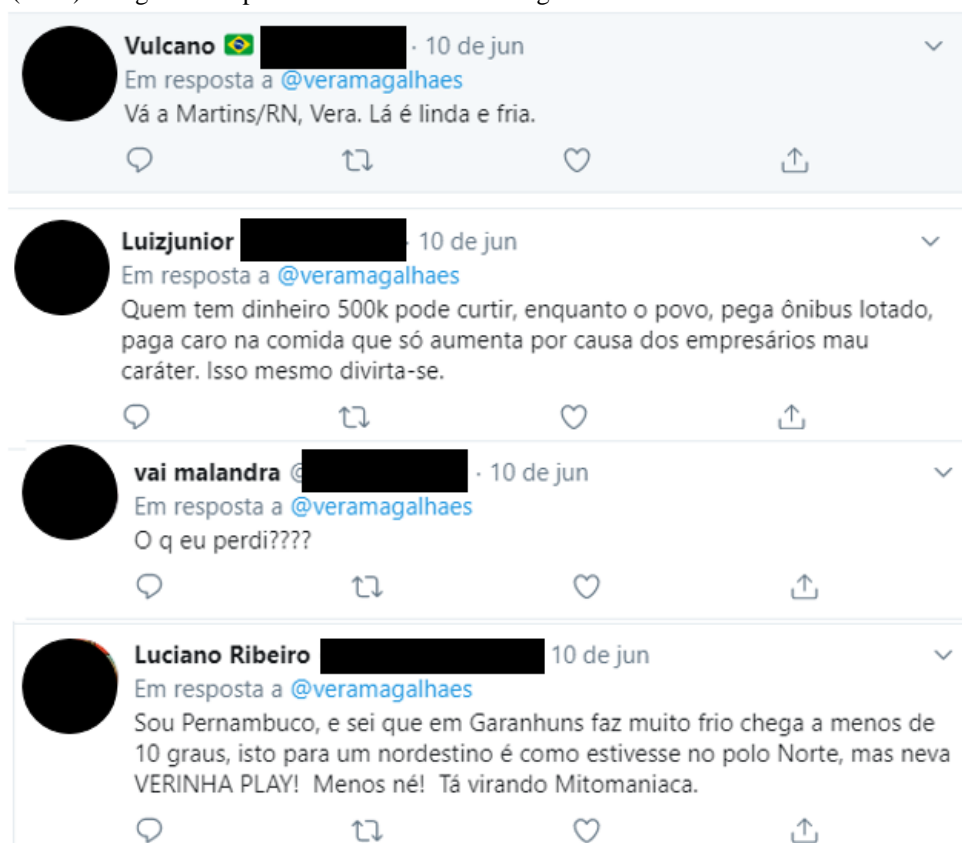 Vulcano · 10 de jun
Em resposta a @veramagalhaes
Vá a Martins/RN, Vera. Lá é linda e fria.
Luizjunior · 10 de jun
Em resposta a @veramagalhaes
Quem tem dinheiro 500k pode curtir, enquanto o povo, pega ônibus lotado,
paga caro na comida que só aumenta por causa dos empresários mau
caráter. Isso mesmo divirta-se.
vai malandra @ · 10 de jun
Em resposta a @veramagalhaes
O q eu perdi????
Luciano Ribeiro 10 de jun
Em resposta a @veramagalhaes
Sou Pernambuco, e sei que em Garanhuns faz muito frio chega a menos de
10 graus, isto para um nordestino é como estivesse no polo Norte, mas neva
VERINHA PLAY! Menos né! Tá virando Mitomaniaca.